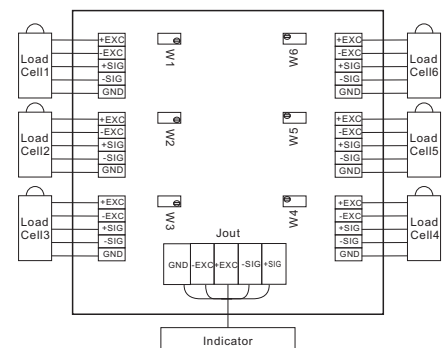 Load
Cell1
+EXC
-EXC
+SIG
-SIG
GND
W1
W6
+EXC
-EXC
+SIG
-SIG
GND
Load
Cell6
Load
Cell2
+EXC
-EXC
+SIG
-SIG
GND
W2
W5
+EXC
-EXC
+SIG
-SIG
GND
Load
Cell5
Load
Cell3
+EXC
-EXC
+SIG
-SIG
GND
W3
W4
+EXC
-EXC
+SIG
-SIG
GND
Load
Cell4
Jout
GND -EXC +EXC -SIG +SIG
Indicator